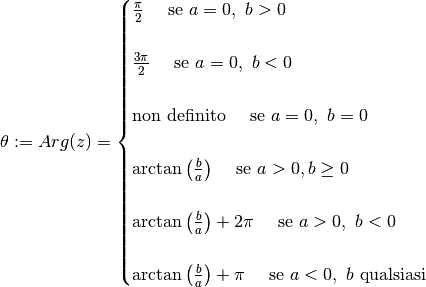 π/2 se a = 0, b > 0
3π/2 se a = 0, b < 0
non definito se a = 0, b = 0
θ := Arg(z) =
arctan(b/a) se a > 0, b ≥ 0
arctan(b/a) + 2π se a > 0, b < 0
arctan(b/a) + π se a < 0, b qualsiasi